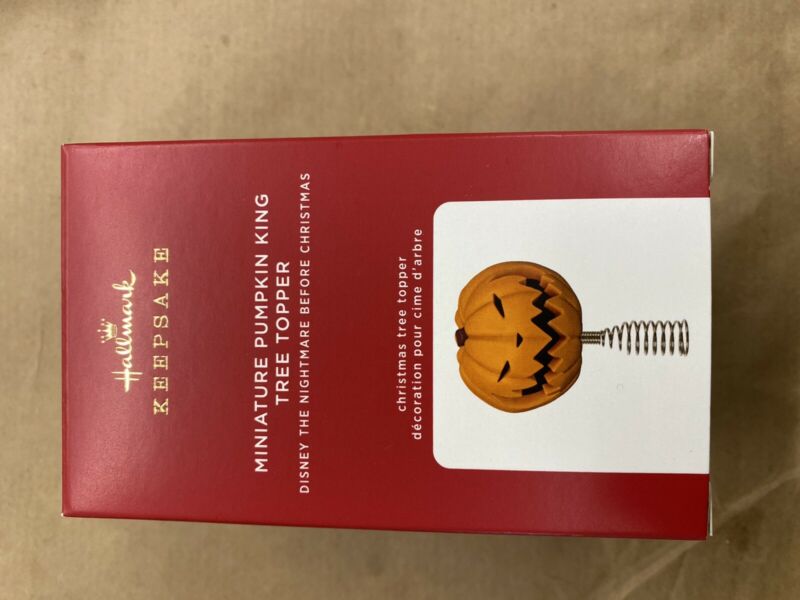 Hallmark
KEEPSAKE
MINIATURE PUMPKIN KING
TREE TOPPER
DISNEY THE NIGHTMARE BEFORE CHRISTMAS
christmas tree topper
décoration pour cime d'arbre